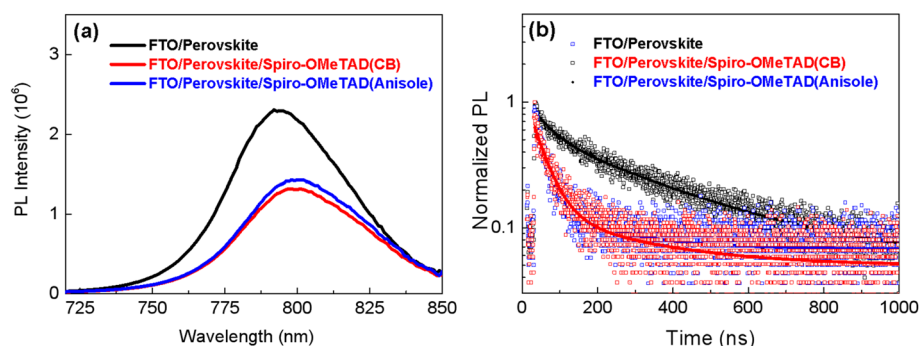 (a)
FTO/Perovskite
FTO/Perovskite/Spiro-OMeTAD(CB)
FTO/Perovskite/Spiro-OMeTAD(Anisole)
PL Intensity (10⁶)
3
2
1
0
725 750 775 800 825 850
Wavelength (nm)
(b)
FTO/Perovskite
FTO/Perovskite/Spiro-OMeTAD(CB)
FTO/Perovskite/Spiro-OMeTAD(Anisole)
Normalized PL
1
0.1
0 200 400 600 800 1000
Time (ns)